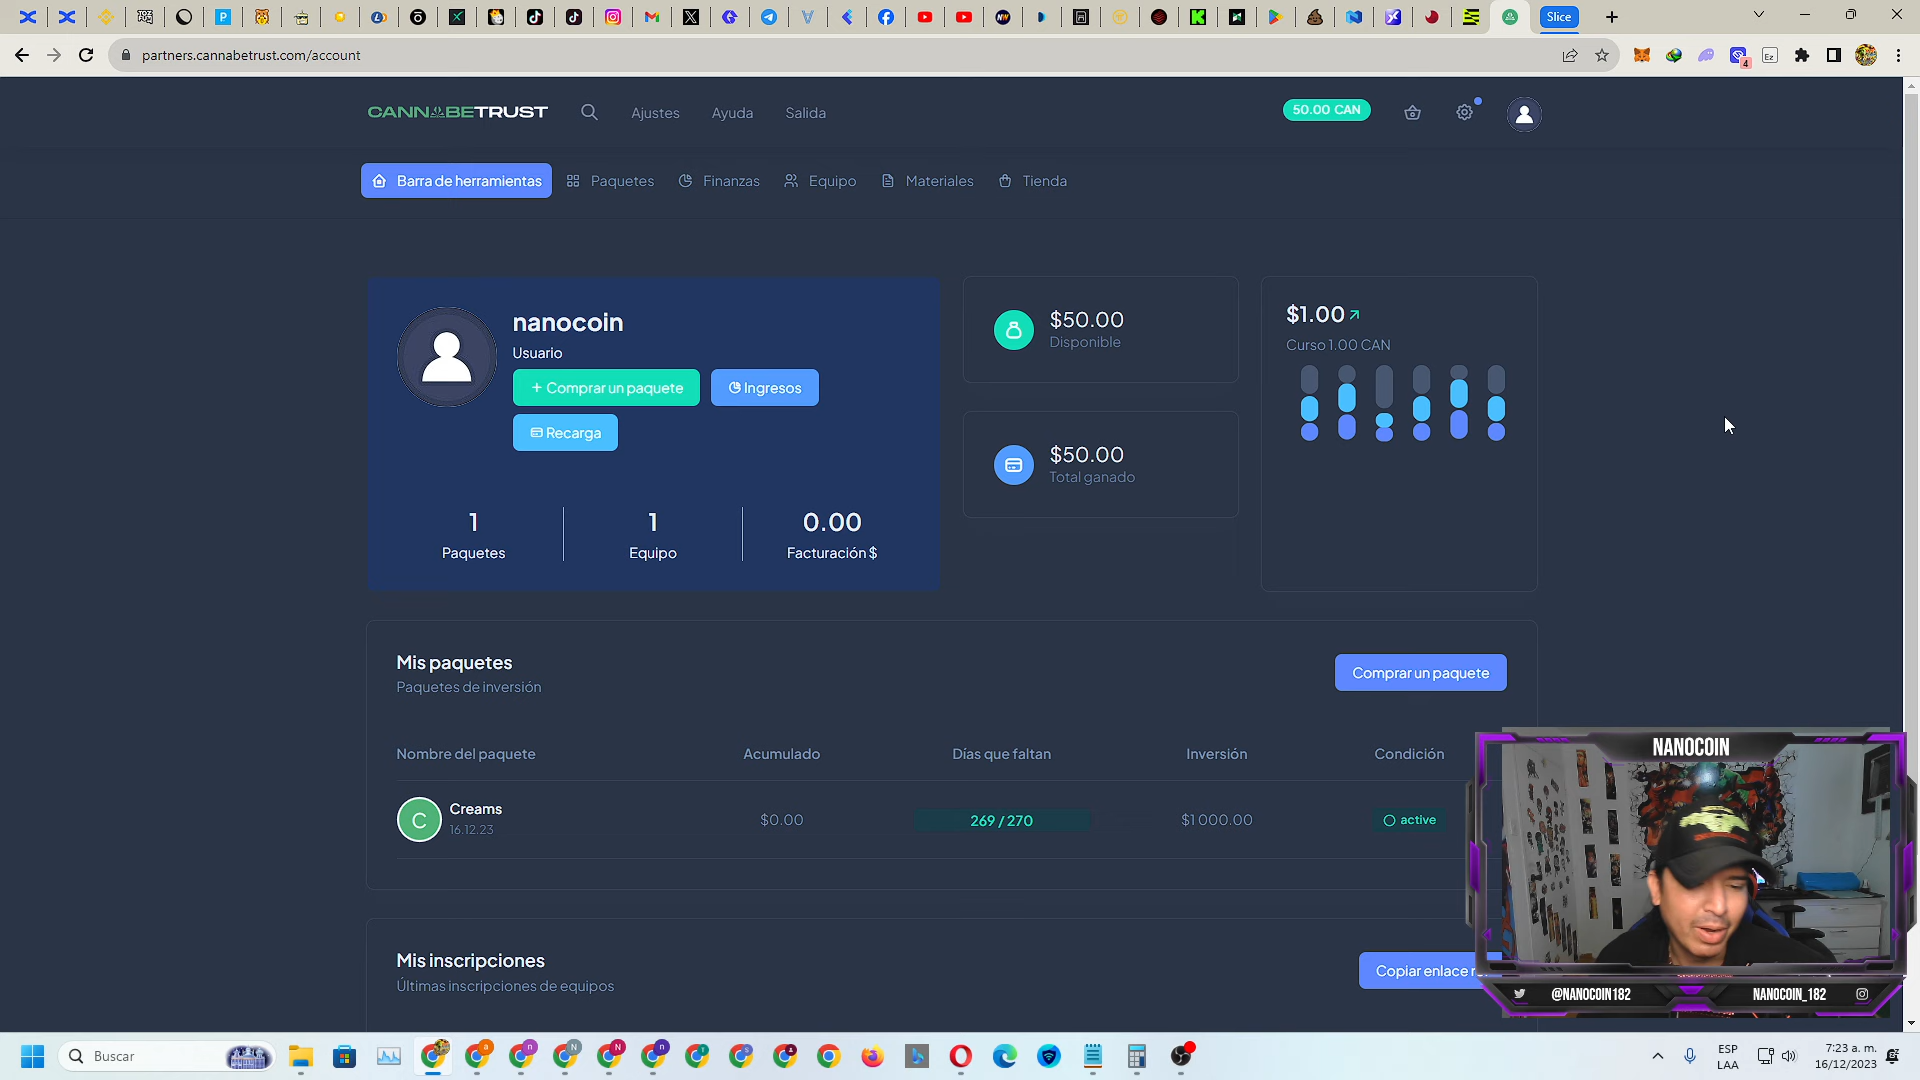 Slice
partners.cannabetrust.com/account
4
Ez
CANNABETRUST
Ajustes
Ayuda
Salida
50.00 CAN
Barra de herramientas
Paquetes
Finanzas
Equipo
Materiales
Tienda
nanocoin
Usuario
+ Comprar un paquete
Ingresos
Recarga
1
Paquetes
1
Equipo
0.00
Facturación $
$50.00
Disponible
$50.00
Total ganado
$1.00
Curso 1.00 CAN
Mis paquetes
Paquetes de inversión
Comprar un paquete
Nombre del paquete
Acumulado
Días que faltan
Inversión
Condición
C
Creams
16.12.23
$0.00
269 / 270
$1 000.00
active
Mis inscripciones
Últimas inscripciones de equipos
Copiar enlace
NANOCOIN
@NANOCOIN182
NANOCOIN_182
Buscar
ESP
LAA
7:23 a. m.
16/12/2023